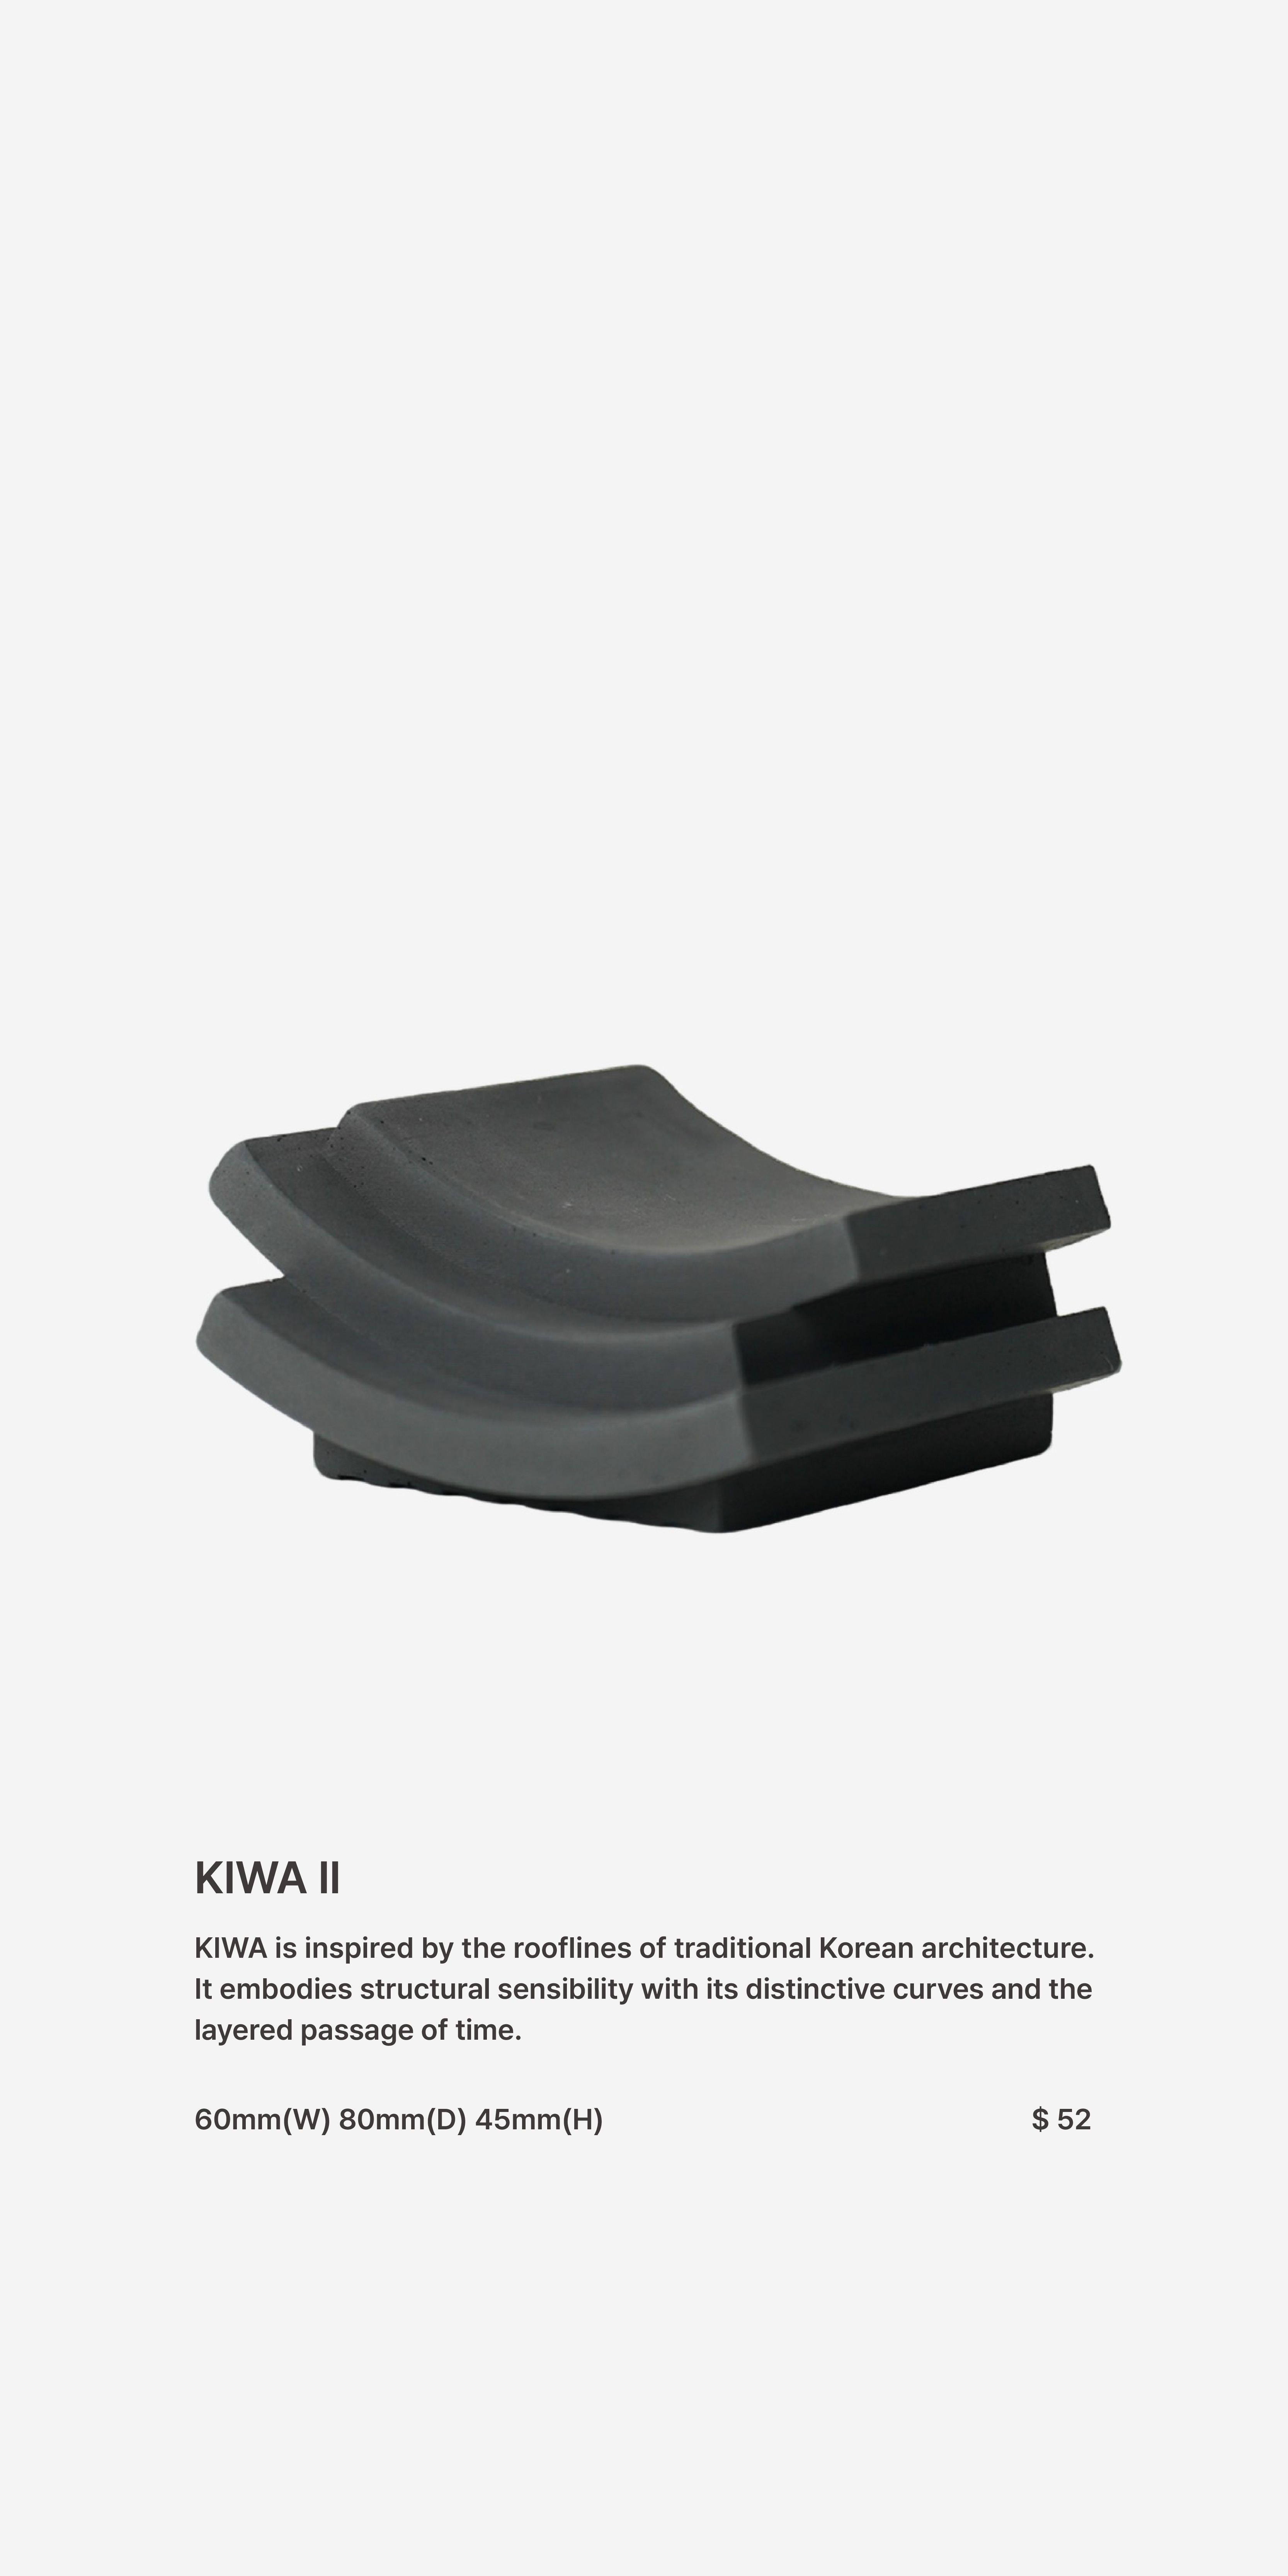 KIWA II
KIWA is inspired by the rooflines of traditional Korean architecture.
It embodies structural sensibility with its distinctive curves and the
layered passage of time.
60mm(W) 80mm(D) 45mm(H) $ 52